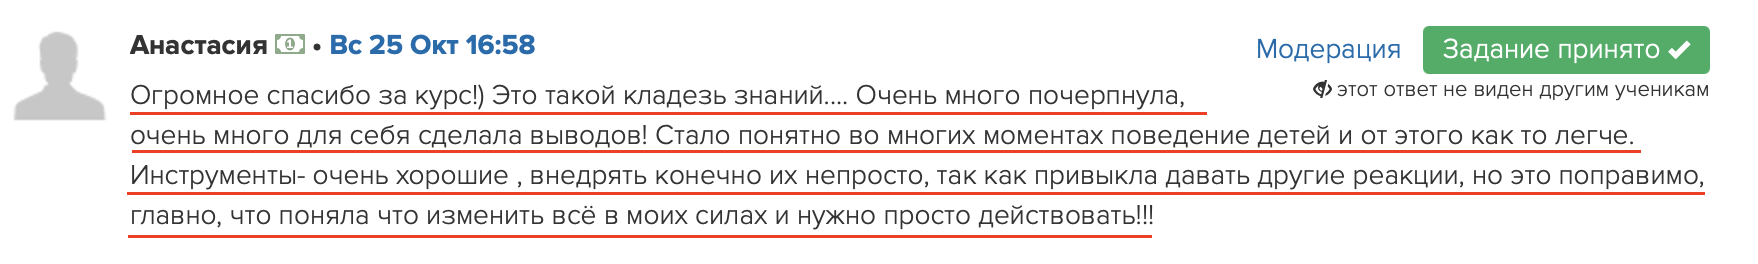 Анастасия 1 • Вс 25 Окт 16:58
Модерация Задание принято ✔
этот ответ не виден другим ученикам
Огромное спасибо за курс!) Это такой кладезь знаний.... Очень много почерпнула,
очень много для себя сделала выводов! Стало понятно во многих моментах поведение детей и от этого как то легче.
Инструменты- очень хорошие , внедрять конечно их непросто, так как привыкла давать другие реакции, но это поправимо,
главно, что поняла что изменить всё в моих силах и нужно просто действовать!!!